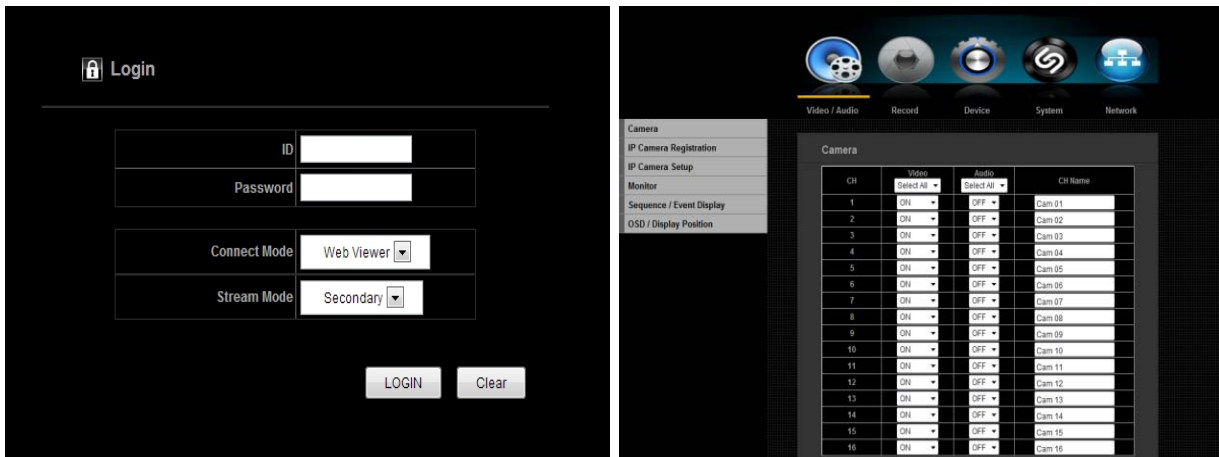 Login
ID
Password
Connect Mode Web Viewer
Stream Mode Secondary
LOGIN Clear
Video / Audio Record Device System Network
Camera
IP Camera Registration
IP Camera Setup
Monitor
Sequence / Event Display
OSD / Display Position
Camera
CH Video Audio CH Name
Select All Select All
1 ON OFF Cam 01
2 ON OFF Cam 02
3 ON OFF Cam 03
4 ON OFF Cam 04
5 ON OFF Cam 05
6 ON OFF Cam 06
7 ON OFF Cam 07
8 ON OFF Cam 08
9 ON OFF Cam 09
10 ON OFF Cam 10
11 ON OFF Cam 11
12 ON OFF Cam 12
13 ON OFF Cam 13
14 ON OFF Cam 14
15 ON OFF Cam 15
16 ON OFF Cam 16